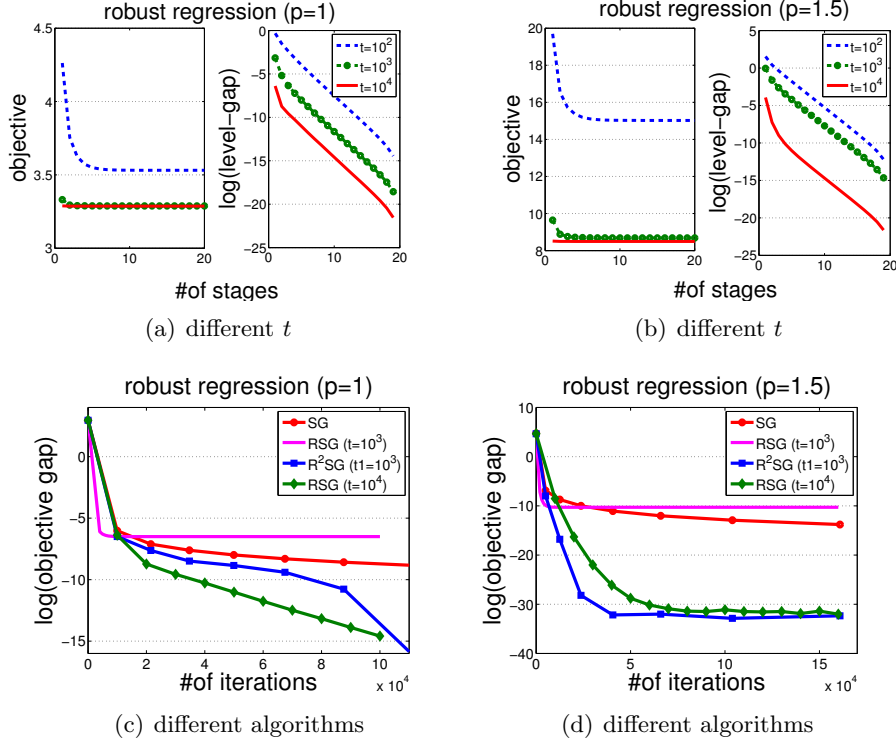 robust regression (p=1)
4.5
4
3.5
3
0
10
20
objective
0
−5
−10
−15
−20
−25
0
10
20
log(level−gap)
t=10²
t=10³
t=10⁴
#of stages
(a) different t
robust regression (p=1.5)
20
18
16
14
12
10
8
0
10
20
objective
5
0
−5
−10
−15
−20
−25
0
10
20
log(level−gap)
t=10²
t=10³
t=10⁴
#of stages
(b) different t
robust regression (p=1)
0
−5
−10
−15
0
2
4
6
8
10
x 10⁴
log(objective gap)
SG
RSG (t=10³)
R²SG (t1=10³)
RSG (t=10⁴)
#of iterations
(c) different algorithms
robust regression (p=1.5)
10
0
−10
−20
−30
−40
0
5
10
15
x 10⁴
log(objective gap)
SG
RSG (t=10³)
R²SG (t1=10³)
RSG (t=10⁴)
#of iterations
(d) different algorithms